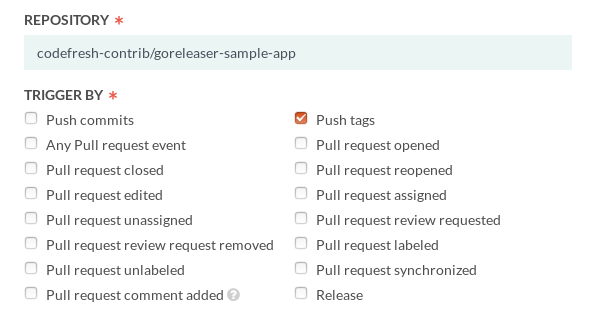 REPOSITORY *
codefresh-contrib/goreleaser-sample-app
TRIGGER BY *
Push commits Push tags
Any Pull request event Pull request opened
Pull request closed Pull request reopened
Pull request edited Pull request assigned
Pull request unassigned Pull request review requested
Pull request review request removed Pull request labeled
Pull request unlabeled Pull request synchronized
Pull request comment added ? Release